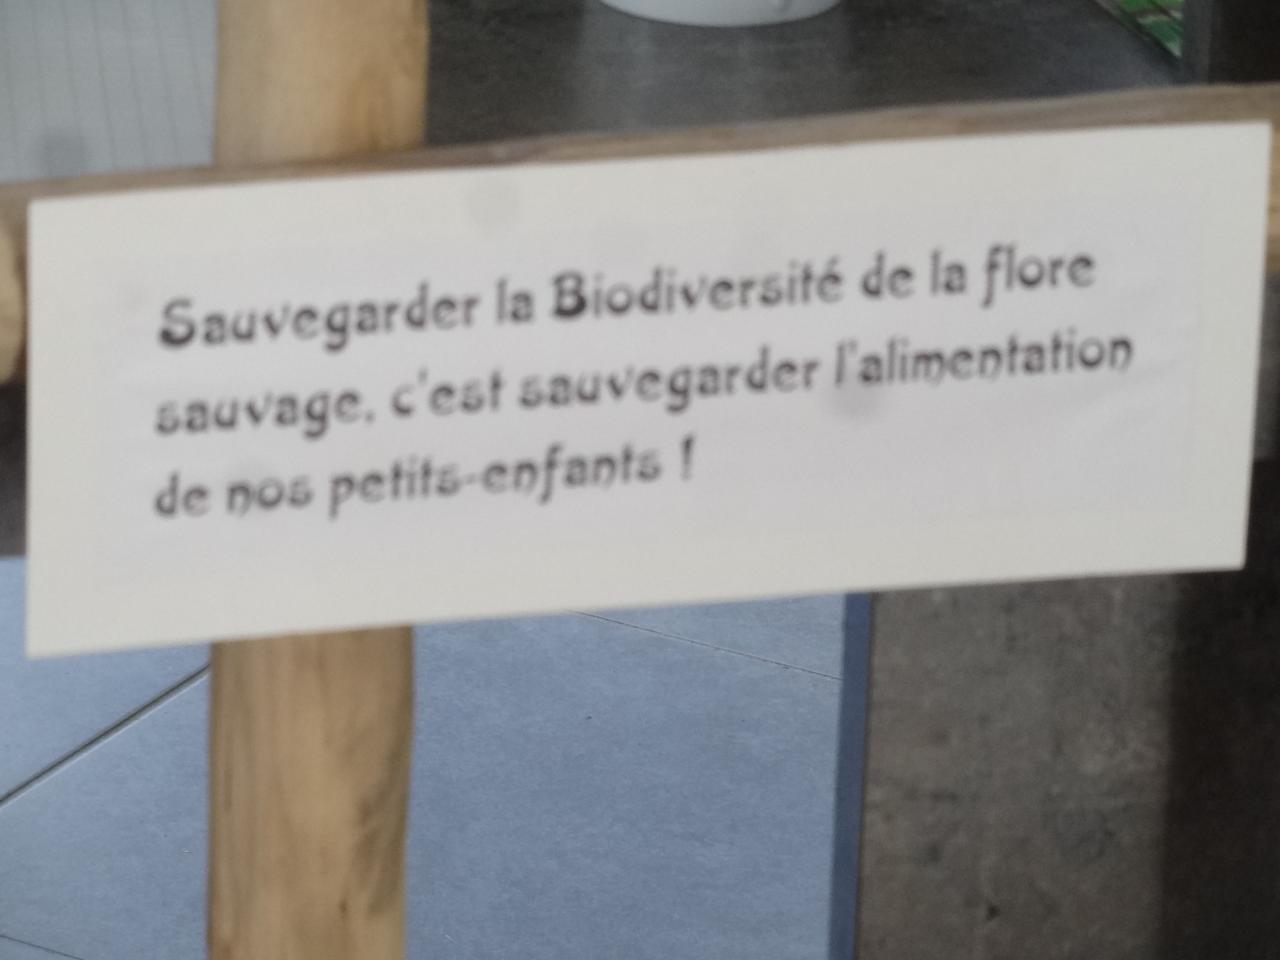 Sauvegarder la Biodiversité de la flore
sauvage, c'est sauvegarder l'alimentation
de nos petits-enfants !